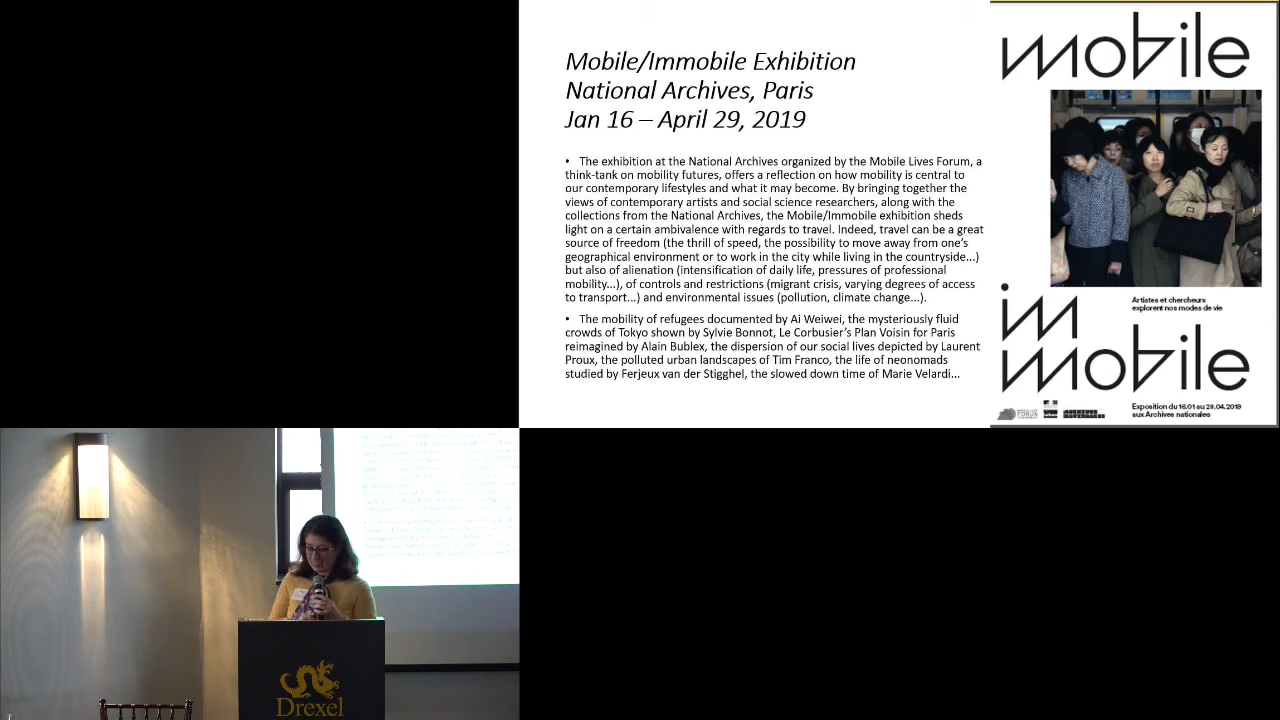 Mobile/Immobile Exhibition
National Archives, Paris
Jan 16 – April 29, 2019
• The exhibition at the National Archives organized by the Mobile Lives Forum, a
think-tank on mobility futures, offers a reflection on how mobility is central to
our contemporary lifestyles and what it may become. By bringing together the
views of contemporary artists and social science researchers, along with the
collections from the National Archives, the Mobile/Immobile exhibition sheds
light on a certain ambivalence with regards to travel. Indeed, travel can be a great
source of freedom (the thrill of speed, the possibility to move away from one's
geographical environment or to work in the city while living in the countryside...)
but also of alienation (intensification of daily life, pressures of professional
mobility...), of controls and restrictions (migrant crisis, varying degrees of access
to transport...) and environmental issues (pollution, climate change...).
• The mobility of refugees documented by Ai Weiwei, the mysteriously fluid
crowds of Tokyo shown by Sylvie Bonnot, Le Corbusier's Plan Voisin for Paris
reimagined by Alain Bublex, the dispersion of our social lives depicted by Laurent
Proux, the polluted urban landscapes of Tim Franco, the life of neonomads
studied by Ferjeux van der Stigghel, the slowed down time of Marie Velardi...
mobile
im
mobile
Artistes et chercheurs
explorent nos modes de vie
Exposition du 16.01 au 29.04.2019
aux Archives nationales
Drexel